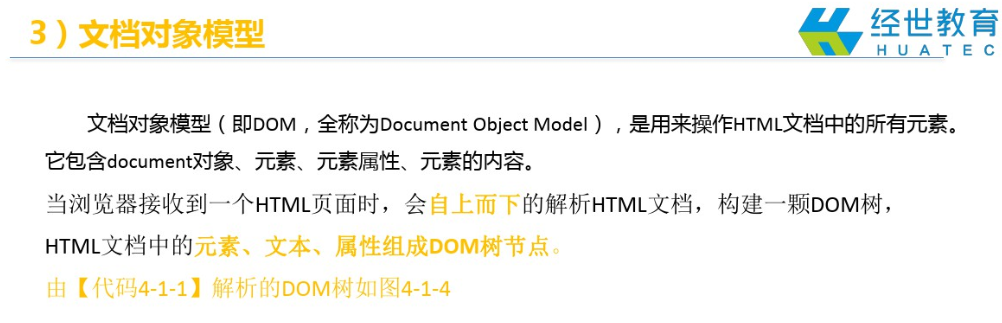 3）文档对象模型
经世教育
HUATEC
文档对象模型（即DOM，全称为Document Object Model），是用来操作HTML文档中的所有元素。
它包含document对象、元素、元素属性、元素的内容。
当浏览器接收到一个HTML页面时，会自上而下的解析HTML文档，构建一颗DOM树，
HTML文档中的元素、文本、属性组成DOM树节点。
由【代码4-1-1】解析的DOM树如图4-1-4